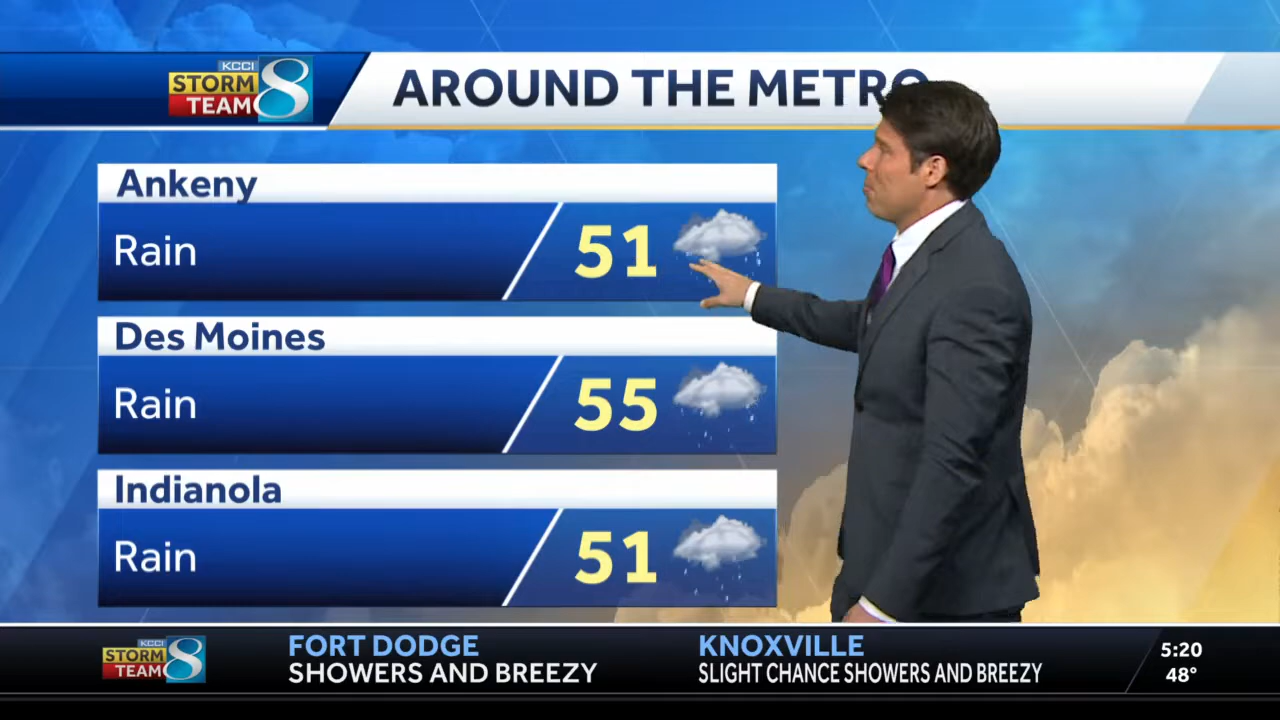 KCCI
STORM
TEAM 8
AROUND THE METRO
Ankeny
Rain
51
Des Moines
Rain
55
Indianola
Rain
51
KCCI
STORM
TEAM 8
FORT DODGE
SHOWERS AND BREEZY
KNOXVILLE
SLIGHT CHANCE SHOWERS AND BREEZY
5:20
48°